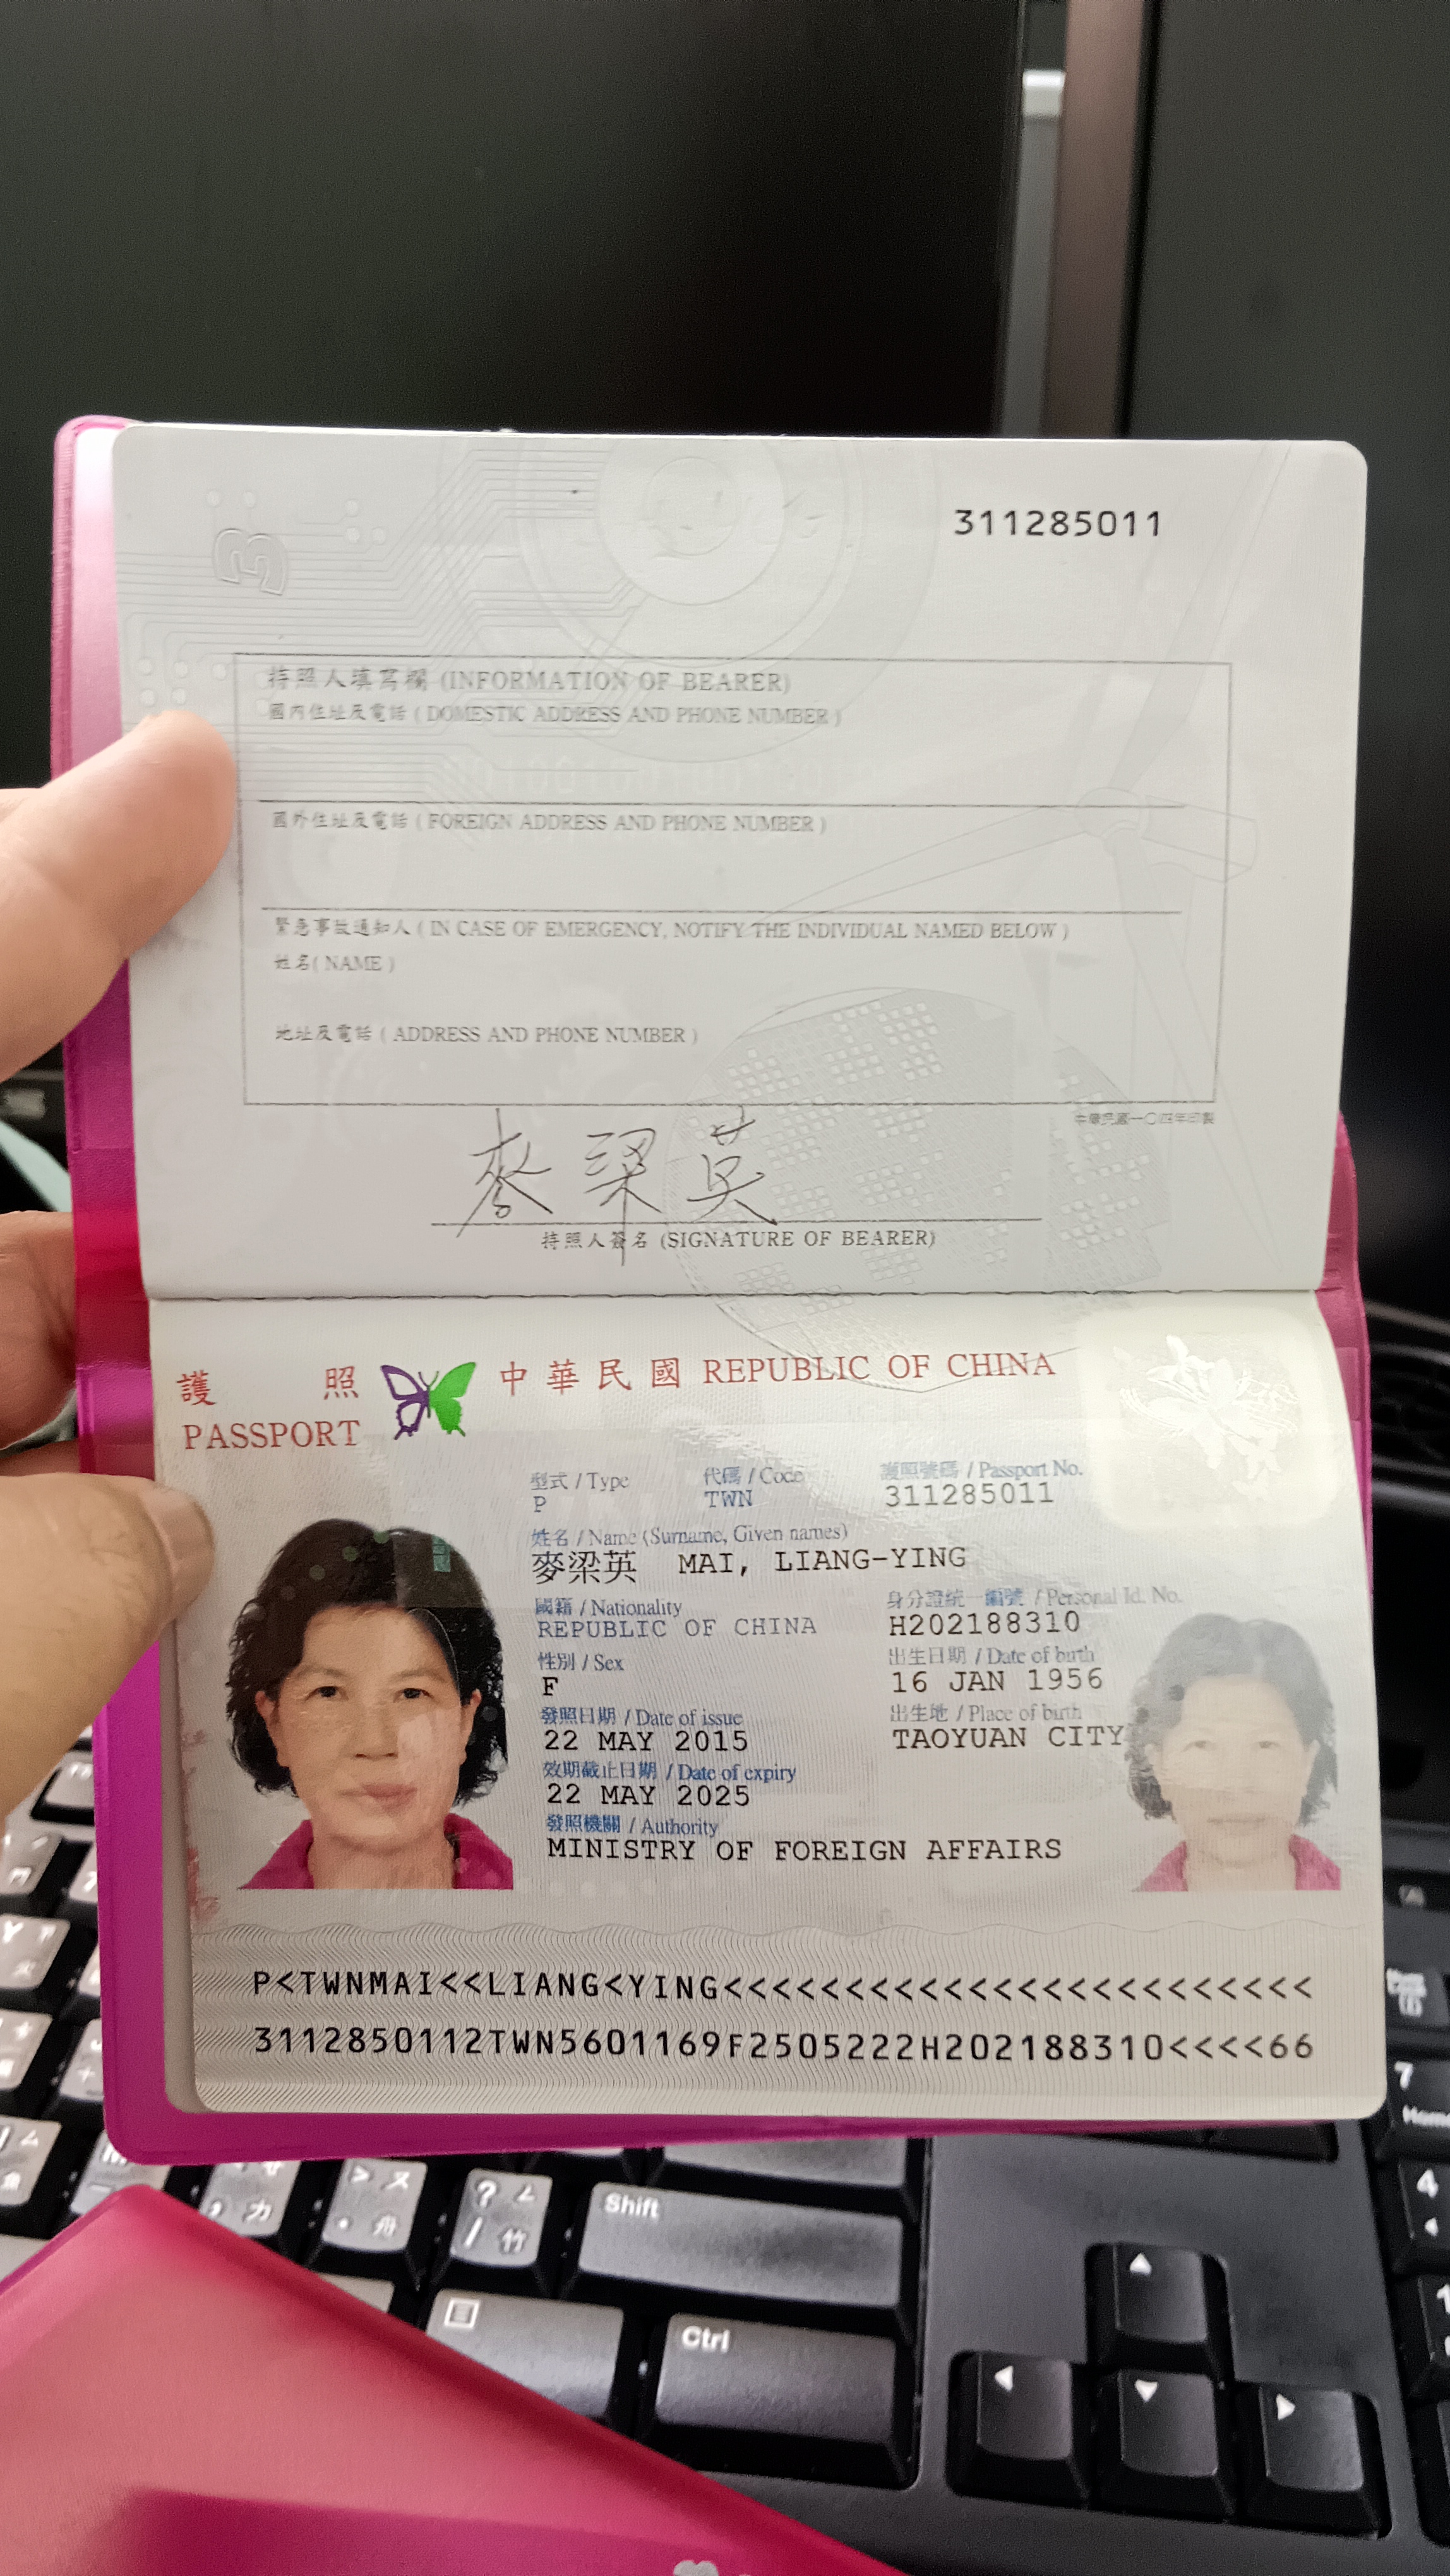 311285011
持照人填寫欄 (INFORMATION OF BEARER)
國內住址及電話 ( DOMESTIC ADDRESS AND PHONE NUMBER )
國外住址及電話 ( FOREIGN ADDRESS AND PHONE NUMBER )
緊急事故通知人 ( IN CASE OF EMERGENCY, NOTIFY THE INDIVIDUAL NAMED BELOW )
姓名( NAME )
地址及電話 ( ADDRESS AND PHONE NUMBER )
中華民國一〇四年印製
麥梁英
持照人簽名 (SIGNATURE OF BEARER)
護照 中華民國 REPUBLIC OF CHINA
PASSPORT
型式 / Type 代碼 / Code 護照號碼 / Passport No.
P TWN 311285011
姓名 / Name (Surname, Given names)
麥梁英 MAI, LIANG-YING
國籍 / Nationality 身分證統一編號 / Personal Id. No.
REPUBLIC OF CHINA H202188310
性別 / Sex 出生日期 / Date of birth
F 16 JAN 1956
發照日期 / Date of issue 出生地 / Place of birth
22 MAY 2015 TAOYUAN CITY
效期截止日期 / Date of expiry
22 MAY 2025
發照機關 / Authority
MINISTRY OF FOREIGN AFFAIRS
P<TWNMAI<<LIANG<YING<<<<<<<<<<<<<<<<<<<<<<<<
3112850112TWN5601169F2505222H202188310<<<<66
Shift
Ctrl
7
Home
4
1